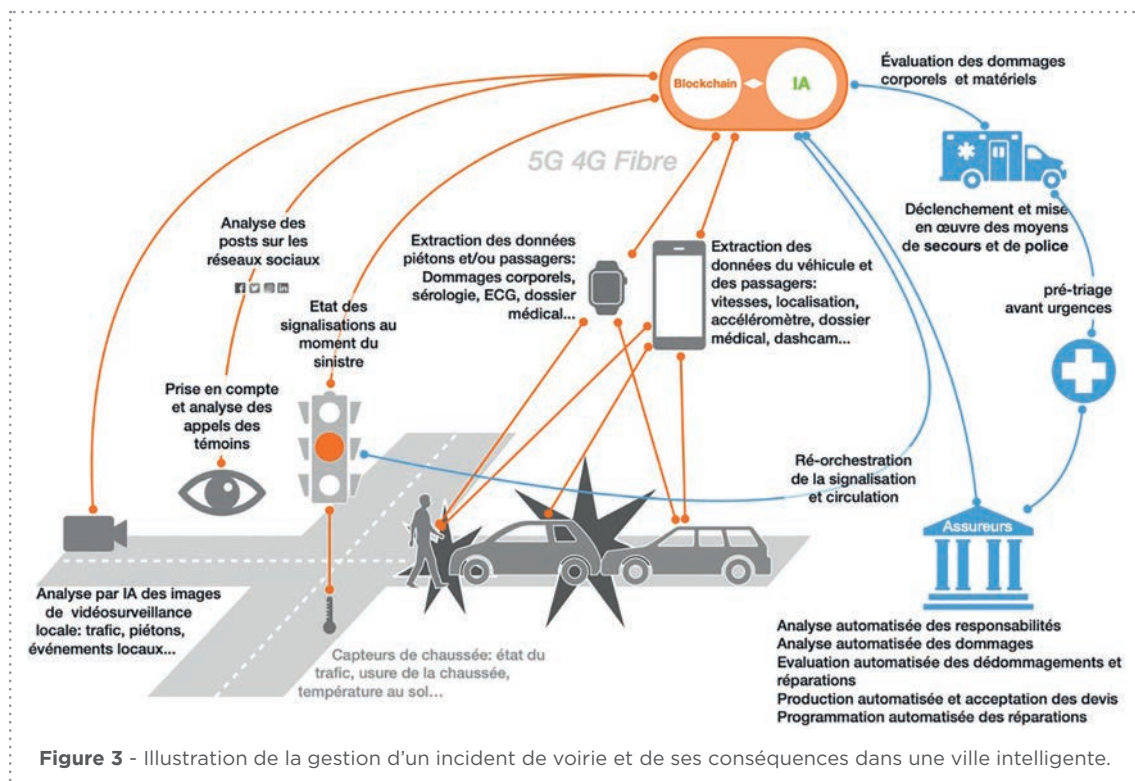 Blockchain
IA
Évaluation des dommages
corporels et matériels
5G 4G Fibre
Déclenchement et mise
en œuvre des moyens
de secours et de police
Analyse des
posts sur les
réseaux sociaux
Extraction des données
piétons et/ou passagers:
Dommages corporels,
sérologie, ECG, dossier
médical...
Extraction des
données du véhicule et
des passagers:
vitesses, localisation,
accéléromètre, dossier
médical, dashcam...
pré-triage
avant urgences
Etat des
signalisations au
moment du
sinistre
Prise en compte
et analyse des
appels des
témoins
Ré-orchestration
de la signalisation
et circulation
Assureurs
Analyse par IA des images
de vidéosurveillance
locale: trafic, piétons,
événements locaux...
Capteurs de chaussée: état du
trafic, usure de la chaussée,
température au sol...
Analyse automatisée des responsabilités
Analyse automatisée des dommages
Evaluation automatisée des dédommagements et
réparations
Production automatisée et acceptation des devis
Programmation automatisée des réparations
Figure 3 - Illustration de la gestion d'un incident de voirie et de ses conséquences dans une ville intelligente.